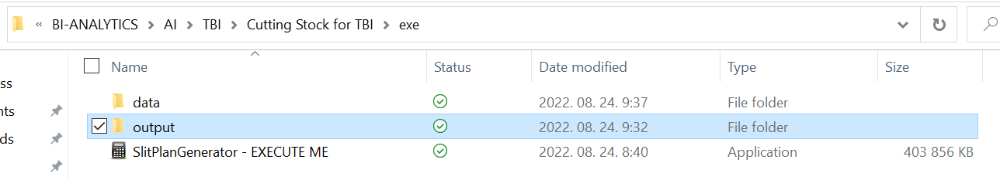 « BI-ANALYTICS > AI > TBI > Cutting Stock for TBI > exe
Name Status Date modified Type Size
ss
data 2022. 08. 24. 9:37 File folder
nts
output 2022. 08. 24. 9:32 File folder
ds
SlitPlanGenerator - EXECUTE ME 2022. 08. 24. 8:40 Application 403 856 KB